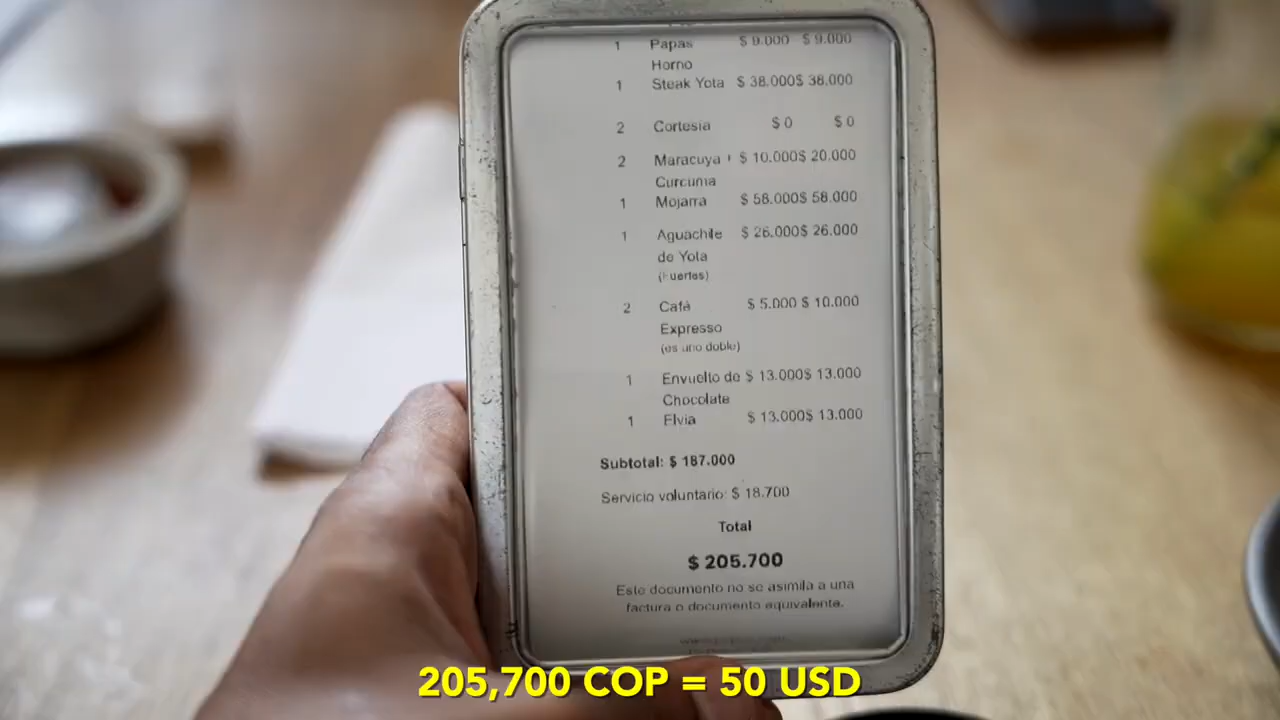 1 Papas $ 9.000 $ 9.000
Horno
1 Steak Yota $ 38.000$ 38.000
2 Cortesia $ 0 $ 0
2 Maracuya $ 10.000$ 20.000
Curcuma
1 Mojarra $ 58.000$ 58.000
1 Aguachile $ 26.000$ 26.000
de Yota
(Fuertes)
2 Café $ 5.000 $ 10.000
Expresso
(es uno doble)
1 Envuelto de $ 13.000$ 13.000
Chocolate
1 Elvia $ 13.000$ 13.000
Subtotal: $ 187.000
Servicio voluntario: $ 18.700
Total
$ 205.700
Este documento no se asimila a una
factura o documento equivalente.
205,700 COP = 50 USD